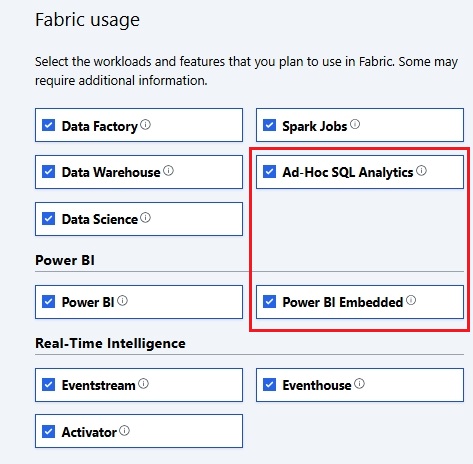 Fabric usage
Select the workloads and features that you plan to use in Fabric. Some may
require additional information.
Data Factory
Spark Jobs
Data Warehouse
Ad-Hoc SQL Analytics
Data Science
Power BI
Power BI
Power BI Embedded
Real-Time Intelligence
Eventstream
Eventhouse
Activator